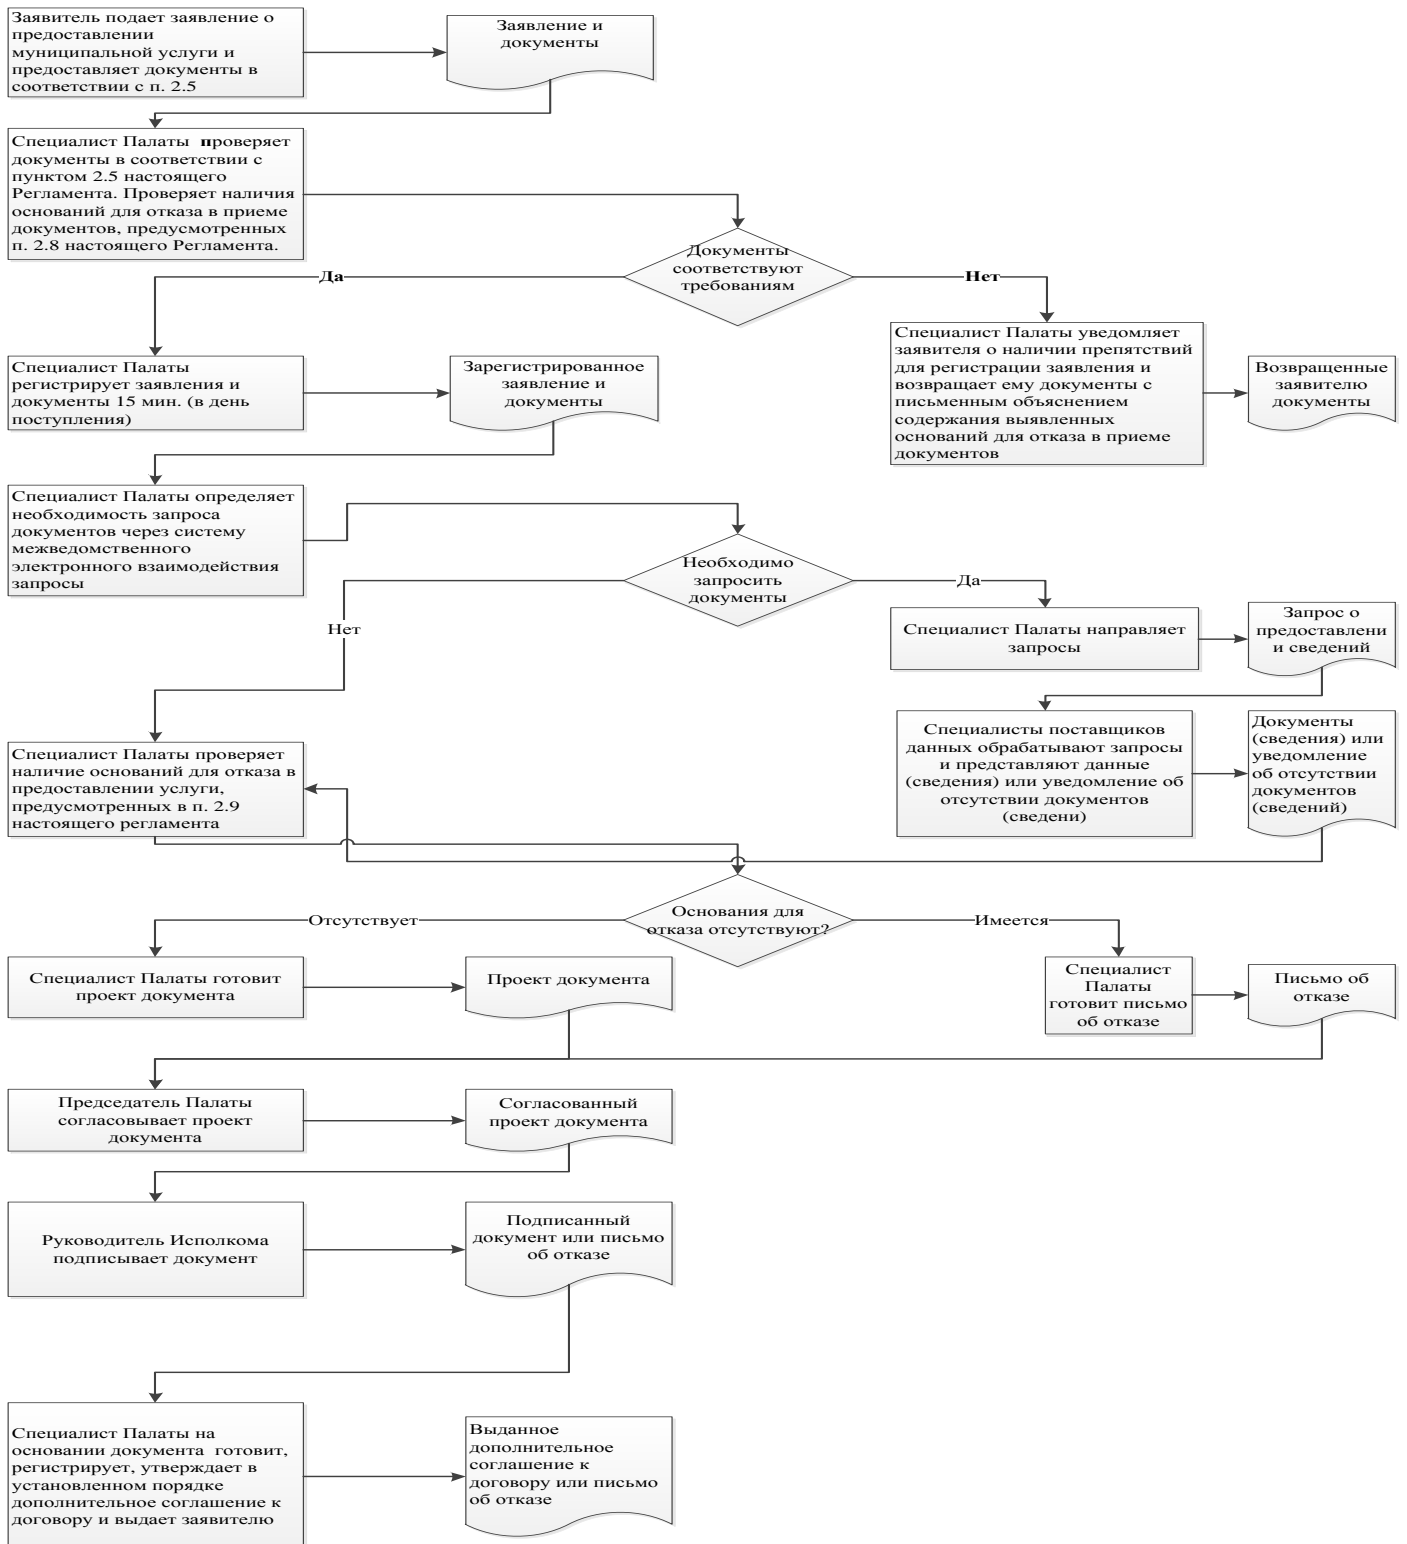 Заявитель подает заявление о
предоставлении
муниципальной услуги и
предоставляет документы в
соответствии с п. 2.5
Заявление и
документы
Специалист Палаты  проверяет
документы в соответствии с
пунктом 2.5 настоящего
Регламента. Проверяет наличия
оснований для отказа в приеме
документов, предусмотренных
п. 2.8 настоящего Регламента.
Документы
соответствуют
требованиям
Да
Нет
Специалист Палаты
регистрирует заявления и
документы 15 мин. (в день
поступления)
Зарегистрированное
заявление и
документы
Специалист Палаты уведомляет
заявителя о наличии препятствий
для регистрации заявления и
возвращает ему документы с
письменным объяснением
содержания выявленных
оснований для отказа в приеме
документов
Возвращенные
заявителю
документы
Специалист Палаты определяет
необходимость запроса
документов через систему
межведомственного
электронного взаимодействия
запросы
Необходимо
запросить
документы
Да
Нет
Специалист Палаты направляет
запросы
Запрос о
предоставлени
и сведений
Специалисты поставщиков
данных обрабатывают запросы
и представляют данные
(сведения) или уведомление об
отсутствии документов
(сведени)
Документы
(сведения) или
уведомление
об отсутствии
документов
(сведений)
Специалист Палаты проверяет
наличие оснований для отказа в
предоставлении услуги,
предусмотренных в п. 2.9
настоящего регламента
Основания для
отказа отсутствуют?
Отсутствует
Имеется
Специалист Палаты готовит
проект документа
Проект документа
Специалист
Палаты
готовит письмо
об отказе
Письмо об
отказе
Председатель Палаты
согласовывает проект
документа
Согласованный
проект документа
Руководитель Исполкома
подписывает документ
Подписанный
документ или письмо
об отказе
Специалист Палаты на
основании документа  готовит,
регистрирует, утверждает в
установленном порядке
дополнительное соглашение к
договору и выдает заявителю
Выданное
дополнительное
соглашение к
договору или письмо
об отказе